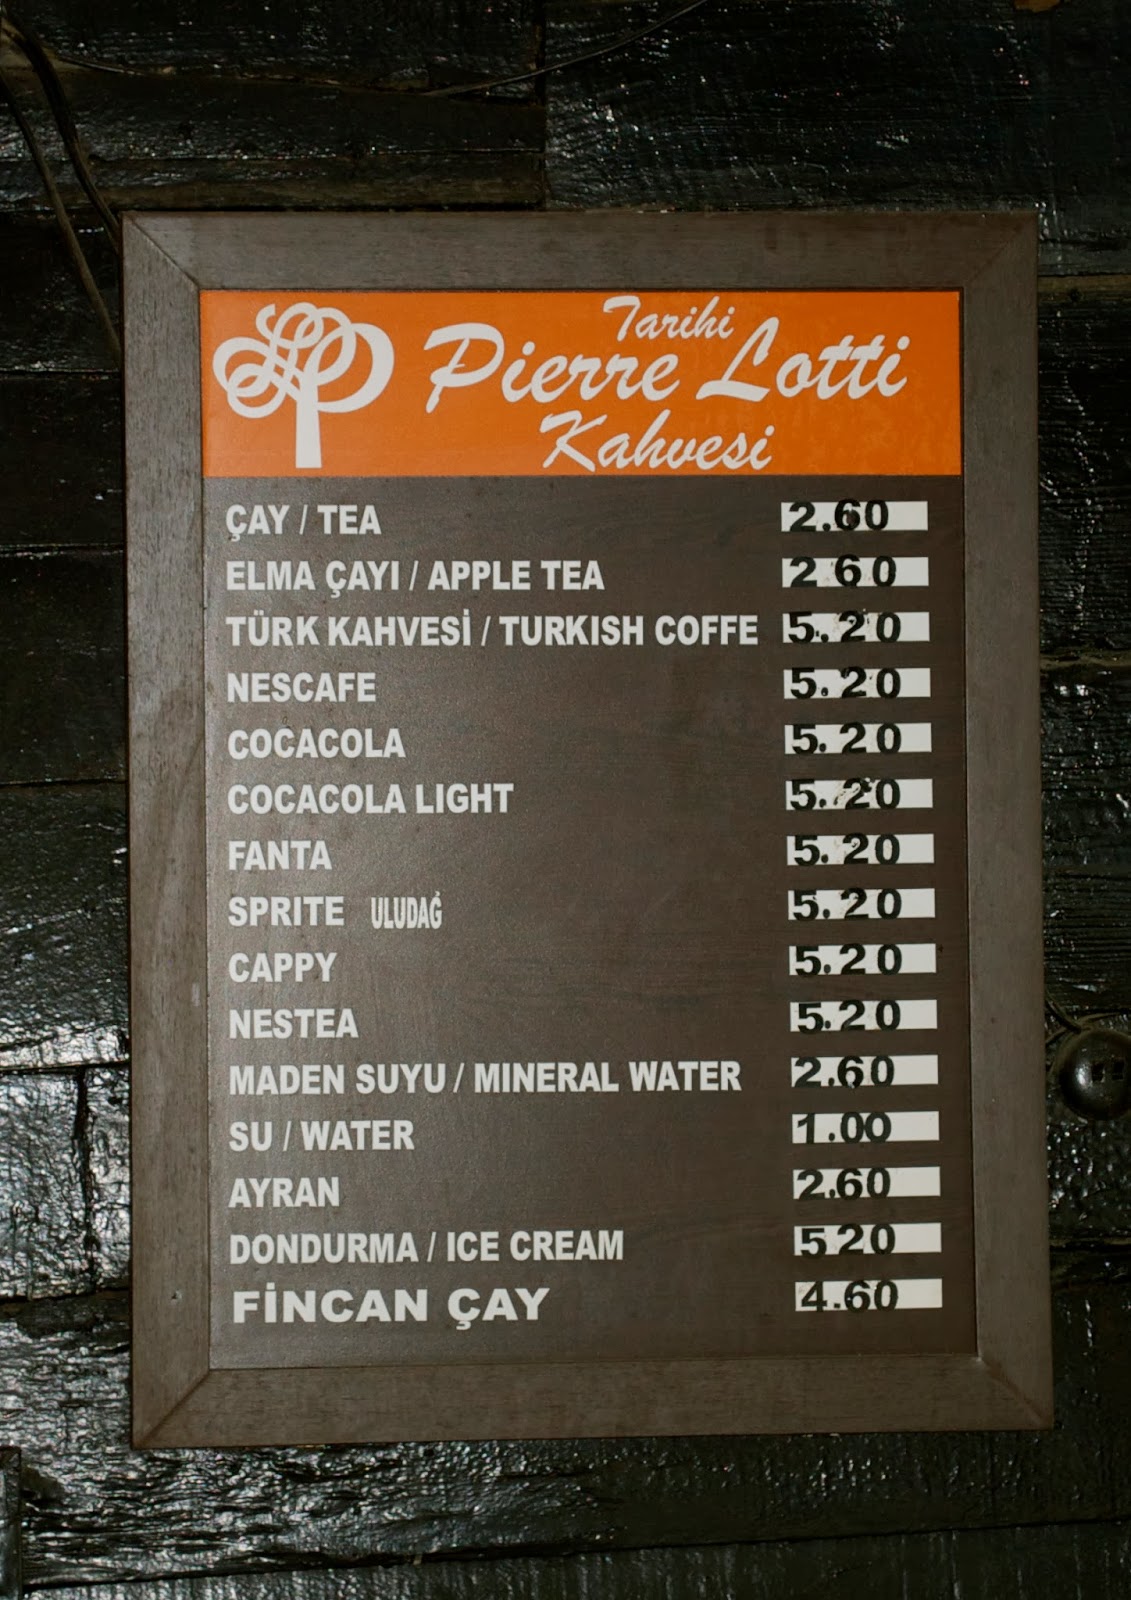 Tarihi
Pierre Lotti
Kahvesi
ÇAY / TEA 2.60
ELMA ÇAYI / APPLE TEA 2 60
TÜRK KAHVESİ / TURKISH COFFE 5.20
NESCAFE 5.20
COCACOLA 5.20
COCACOLA LIGHT 5.20
FANTA 5.20
SPRITE ULUDAĞ 5.20
CAPPY 5.20
NESTEA 5.20
MADEN SUYU / MINERAL WATER 2.60
SU / WATER 1.00
AYRAN 2.60
DONDURMA / ICE CREAM 520
FİNCAN ÇAY 4.60